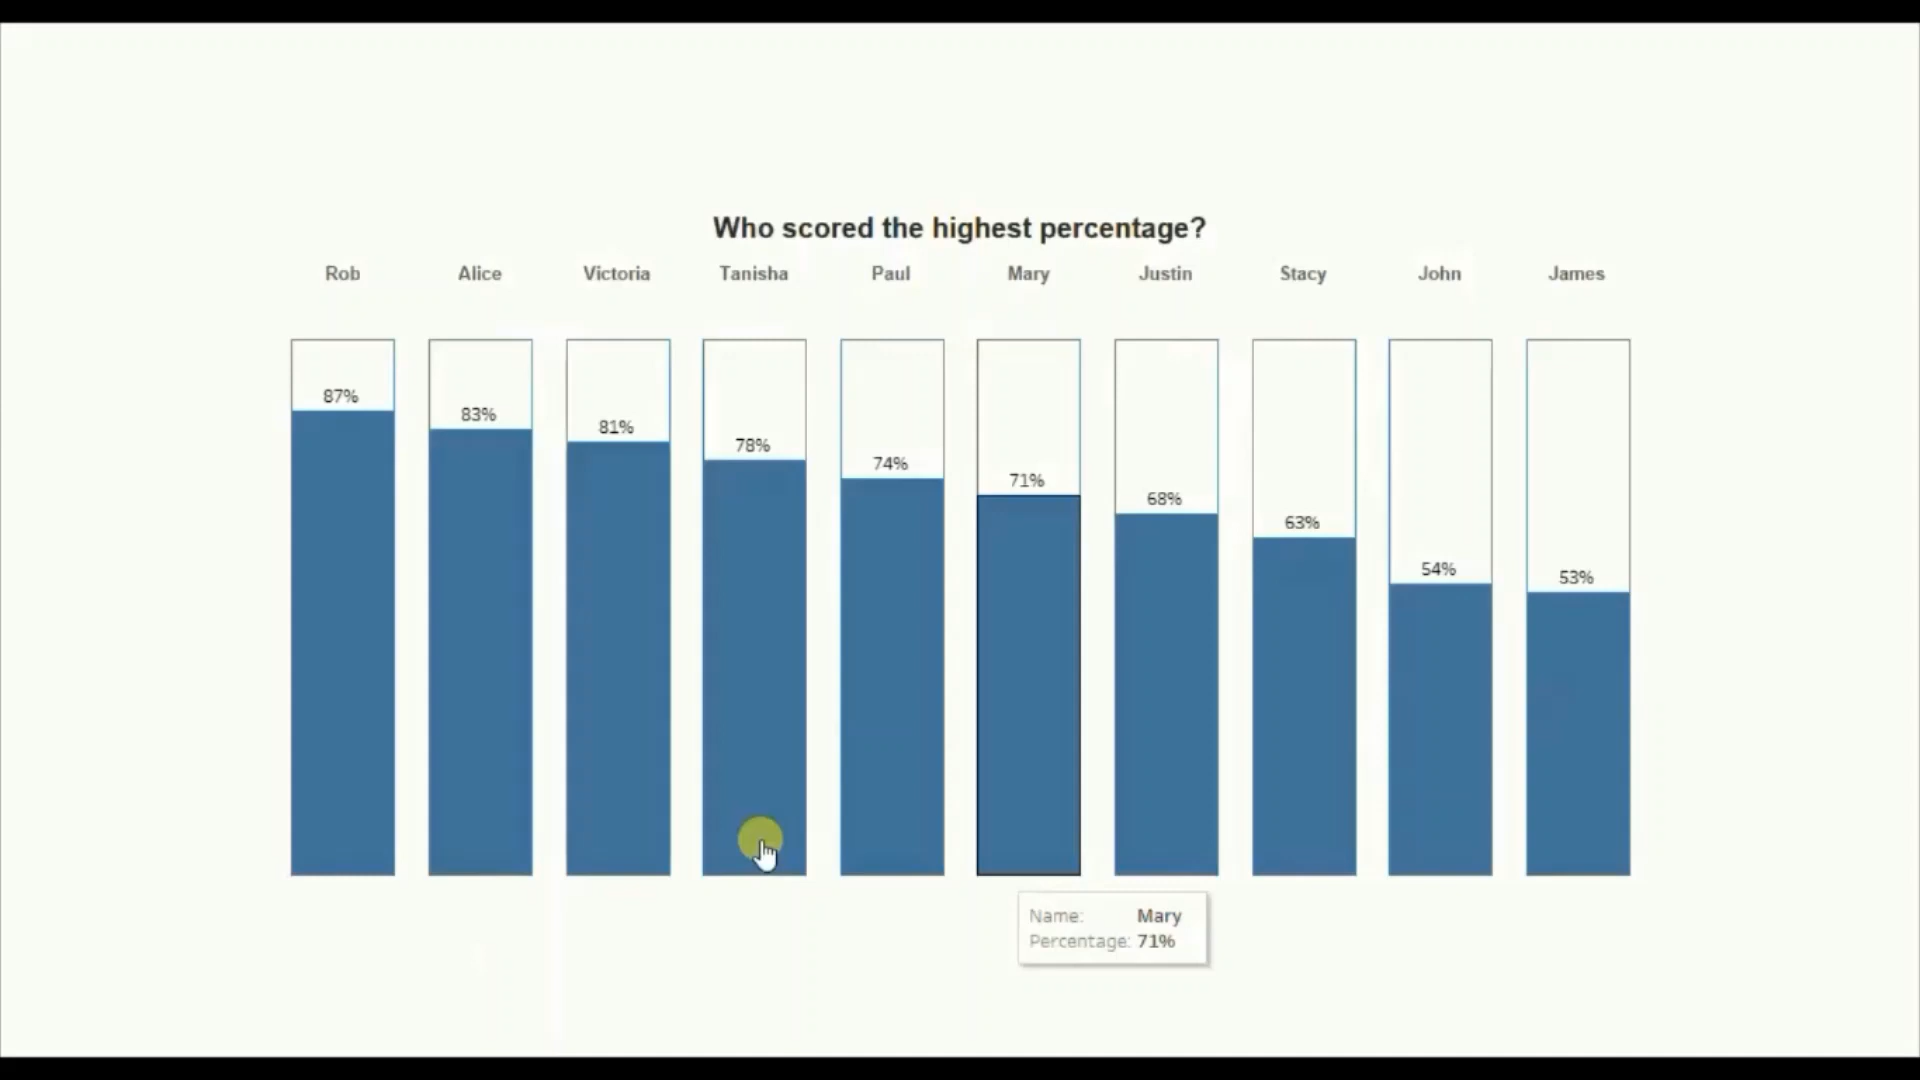 Who scored the highest percentage?
Rob Alice Victoria Tanisha Paul Mary Justin Stacy John James
87% 83% 81% 78% 74% 71% 68% 63% 54% 53%
Name: Mary
Percentage: 71%